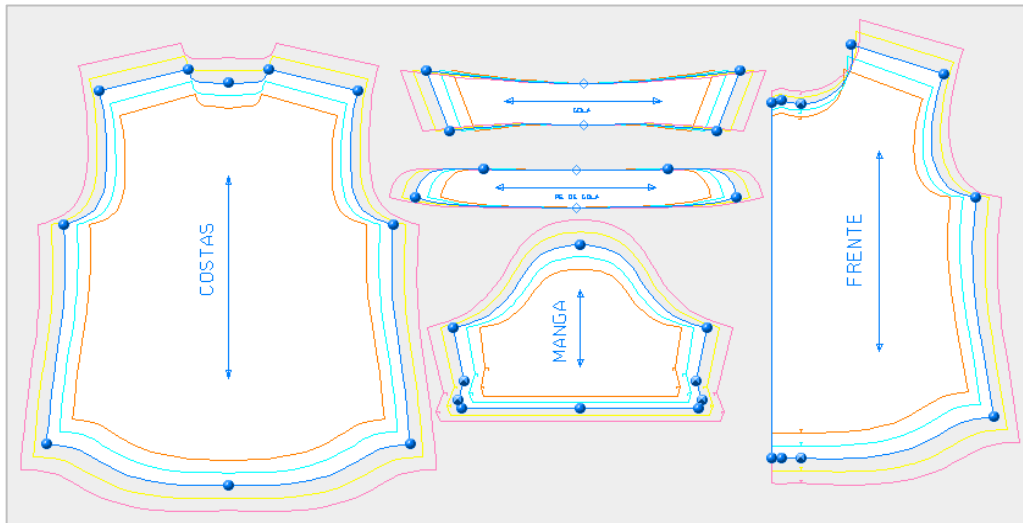 COSTAS
GOLA
PE DE GOLA
MANGA
FRENTE